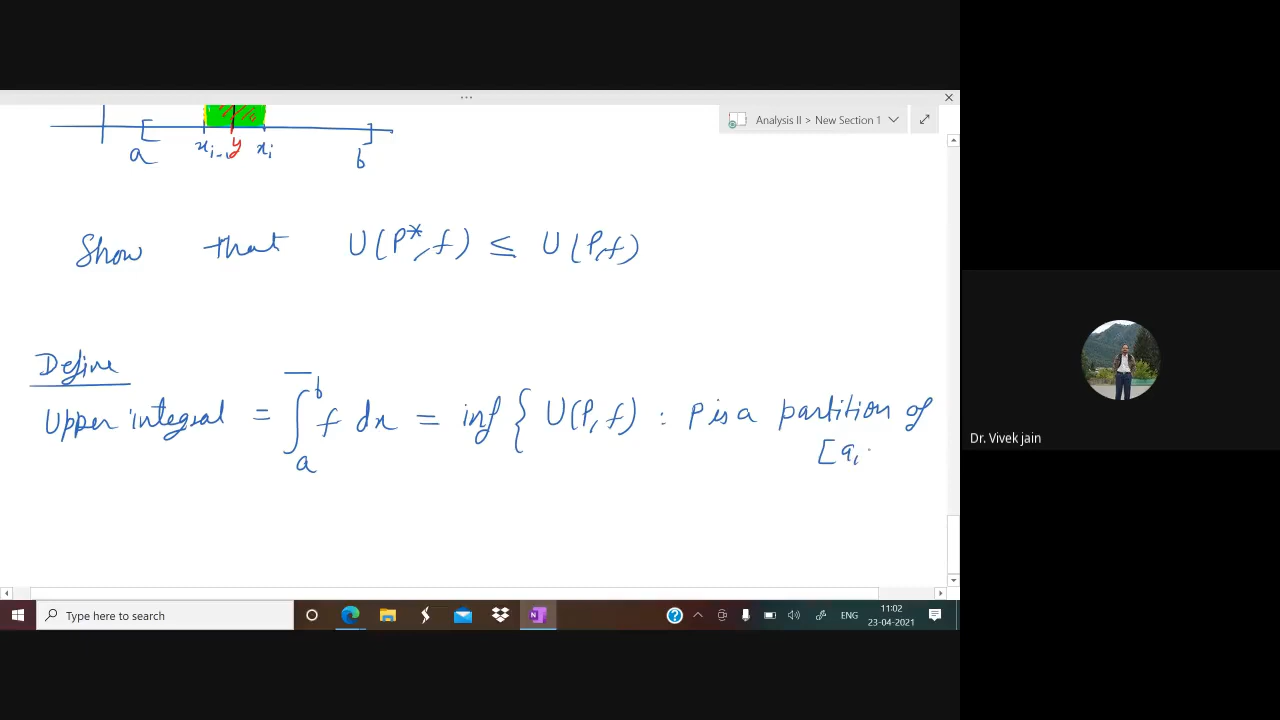 Analysis II > New Section 1
a x_{i-1} y x_i b
Show that U(P*, f) ≤ U(P, f)
Define
Upper integral = \overline{∫}_a^b f dx = inf { U(P, f) : P is a partition of
[a,
Dr. Vivek jain
Type here to search
ENG
11:02
23-04-2021